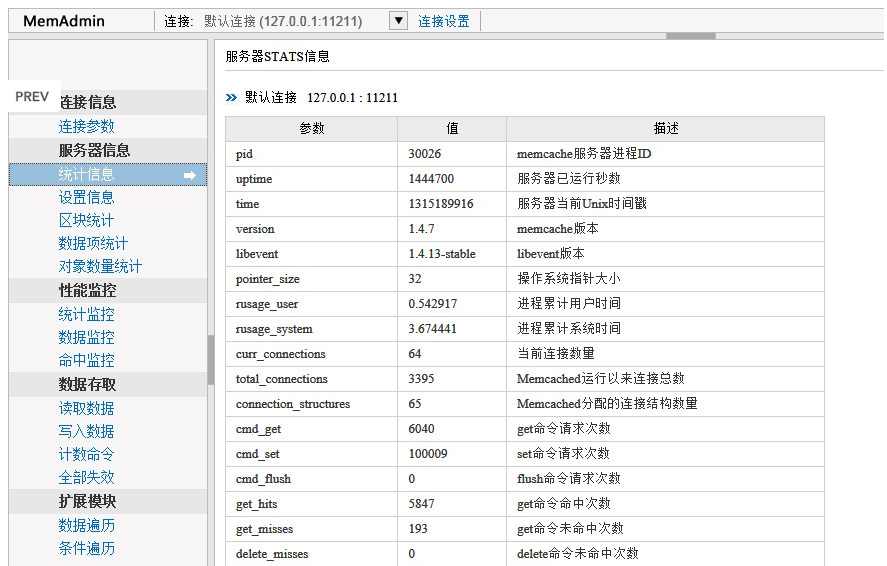 MemAdmin 连接: 默认连接 (127.0.0.1:11211) ▼ 连接设置
PREV
连接信息
连接参数
服务器信息
统计信息
设置信息
区块统计
数据项统计
对象数量统计
性能监控
统计监控
数据监控
命中监控
数据存取
读取数据
写入数据
计数命令
全部失效
扩展模块
数据遍历
条件遍历
服务器STATS信息
» 默认连接 127.0.0.1 : 11211
参数 值 描述
pid 30026 memcache服务器进程ID
uptime 1444700 服务器已运行秒数
time 1315189916 服务器当前Unix时间戳
version 1.4.7 memcache版本
libevent 1.4.13-stable libevent版本
pointer_size 32 操作系统指针大小
rusage_user 0.542917 进程累计用户时间
rusage_system 3.674441 进程累计系统时间
curr_connections 64 当前连接数量
total_connections 3395 Memcached运行以来连接总数
connection_structures 65 Memcached分配的连接结构数量
cmd_get 6040 get命令请求次数
cmd_set 100009 set命令请求次数
cmd_flush 0 flush命令请求次数
get_hits 5847 get命令命中次数
get_misses 193 get命令未命中次数
delete_misses 0 delete命令未命中次数